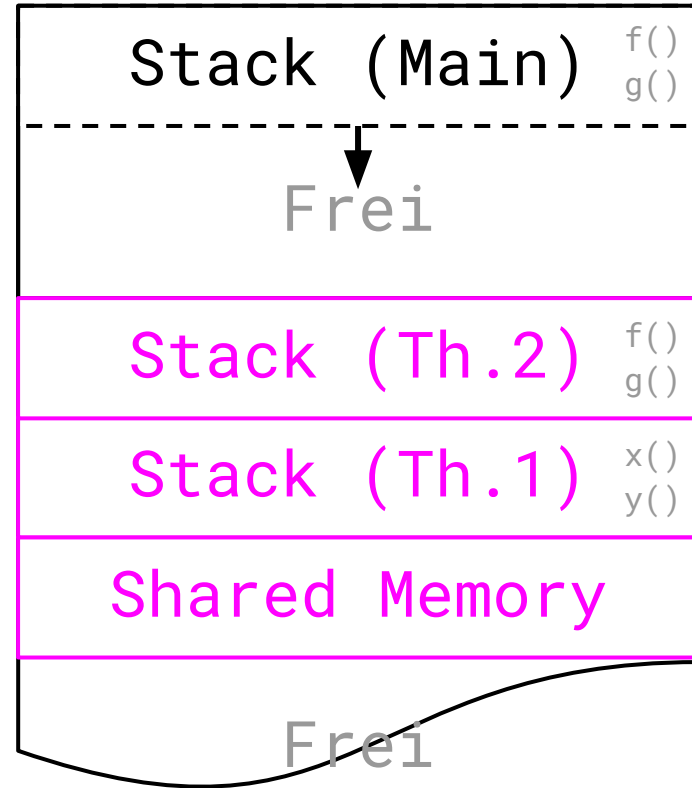 Stack (Main)
f()
g()
Frei
Stack (Th.2)
f()
g()
Stack (Th.1)
x()
y()
Shared Memory
Frei